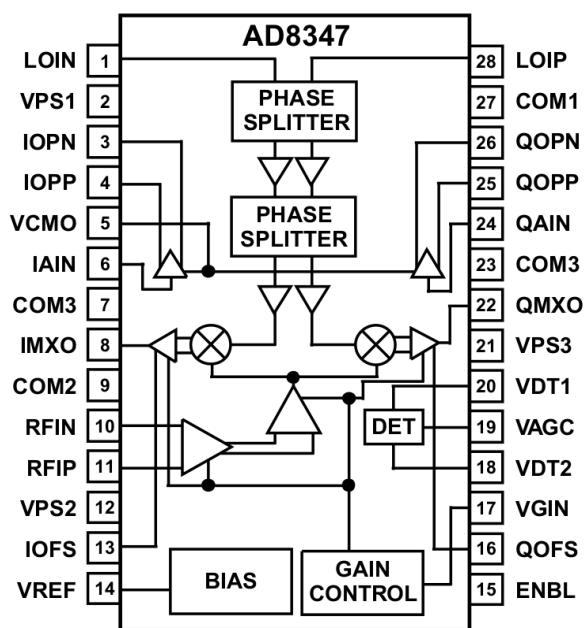 AD8347
LOIN 1
28 LOIP
VPS1 2
27 COM1
IOPN 3
26 QOPN
IOPP 4
25 QOPP
VCMO 5
24 QAIN
IAIN 6
23 COM3
COM3 7
22 QMXO
IMXO 8
21 VPS3
COM2 9
20 VDT1
RFIN 10
19 VAGC
RFIP 11
18 VDT2
VPS2 12
17 VGIN
IOFS 13
16 QOFS
VREF 14
15 ENBL
PHASE
SPLITTER
PHASE
SPLITTER
DET
BIAS
GAIN
CONTROL